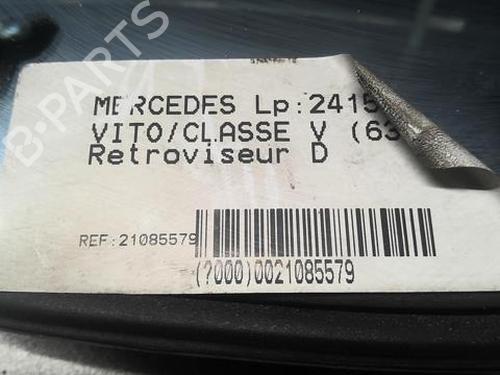 B-PARTS
MERCEDES Lp:2415
VITO/CLASSE V (63
Retroviseur D
REF:21085579
(?000)0021085579